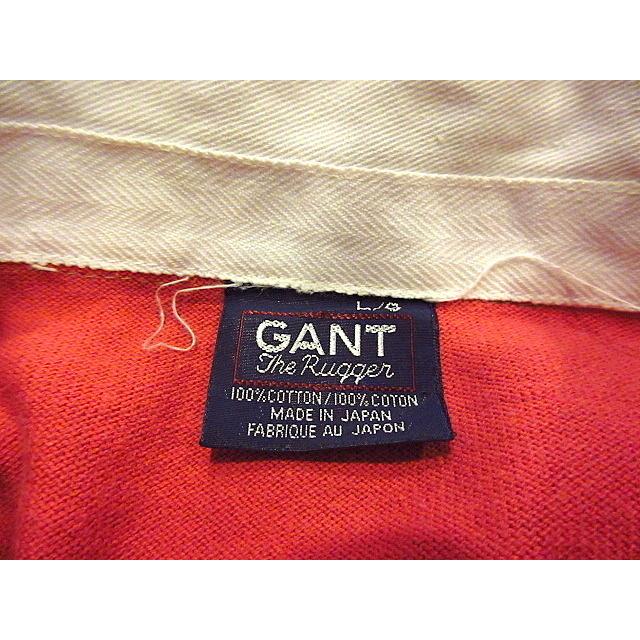 GANT
The Rugger
100% COTTON/100% COTON
MADE IN JAPAN
FABRIQUE AU JAPON